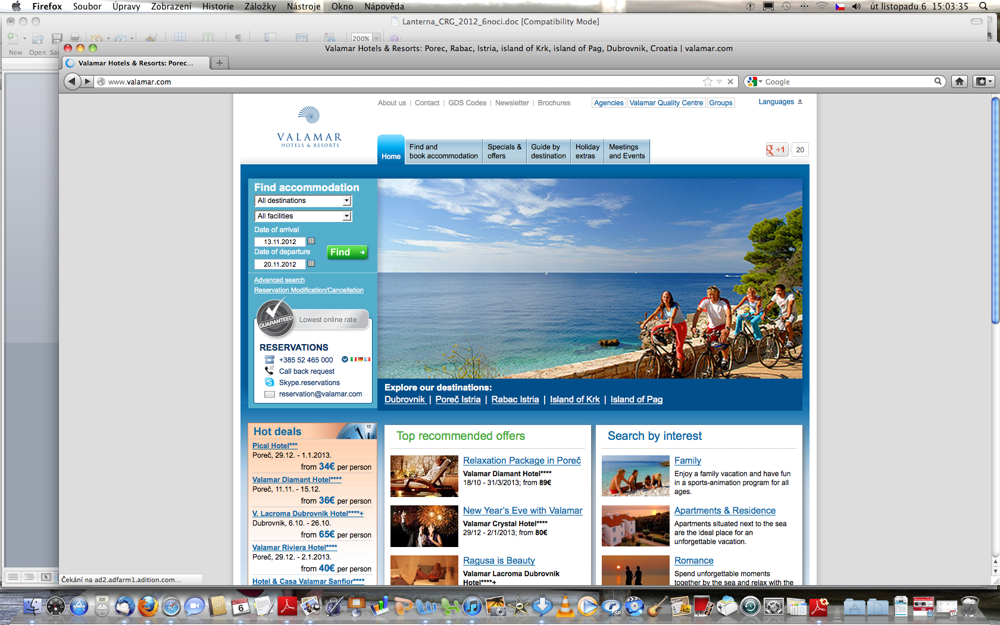 Firefox Soubor Úpravy Zobrazení Historie Záložky Nástroje Okno Nápověda út listopadu 6 15:03:35
Lanterna_CRG_2012_6noci.doc [Compatibility Mode]
200%
New Open Sav
Valamar Hotels & Resorts: Porec, Rabac, Istria, island of Krk, island of Pag, Dubrovnik, Croatia | valamar.com
Valamar Hotels & Resorts: Porec...
www.valamar.com
Google
About us | Contact | GDS Codes | Newsletter | Brochures
Agencies Valamar Quality Centre Groups
Languages
VALAMAR
HOTELS & RESORTS
Home
Find and
book accommodation
Specials &
offers
Guide by
destination
Holiday
extras
Meetings
and Events
g +1 20
Find accommodation
All destinations
All facilities
Date of arrival
13.11.2012
Date of departure
20.11.2012
Find
Advanced search
Reservation Modification/Cancellation
GUARANTEED
Lowest online rate
RESERVATIONS
+385 52 465 000
Call back request
Skype.reservations
reservation@valamar.com
Explore our destinations:
Dubrovnik | Poreč Istria | Rabac Istria | Island of Krk | Island of Pag
Hot deals
12
Pical Hotel***
Poreč, 29.12. - 1.1.2013.
from 34€ per person
Valamar Diamant Hotel****
Poreč, 11.11. - 15.12.
from 36€ per person
V. Lacroma Dubrovnik Hotel****+
Dubrovnik, 6.10. - 26.10.
from 65€ per person
Valamar Riviera Hotel****
Poreč, 29.12. - 2.1.2013.
from 40€ per person
Hotel & Casa Valamar Sanfior****
Top recommended offers
Relaxation Package in Poreč
Valamar Diamant Hotel****
18/10 - 31/3/2013; from 89€
New Year's Eve with Valamar
Valamar Crystal Hotel****
29/12 - 2/1/2013; from 80€
Ragusa is Beauty
Valamar Lacroma Dubrovnik
Hotel****+
Search by interest
Family
Enjoy a family vacation and have fun
in a sports-animation program for all
ages.
Apartments & Residence
Apartments situated next to the sea
are the ideal place for an
unforgettable vacation.
Romance
Spend unforgettable moments
together by the sea and relax with the
Čekání na ad2.adfarm1.adition.com...
6
SP